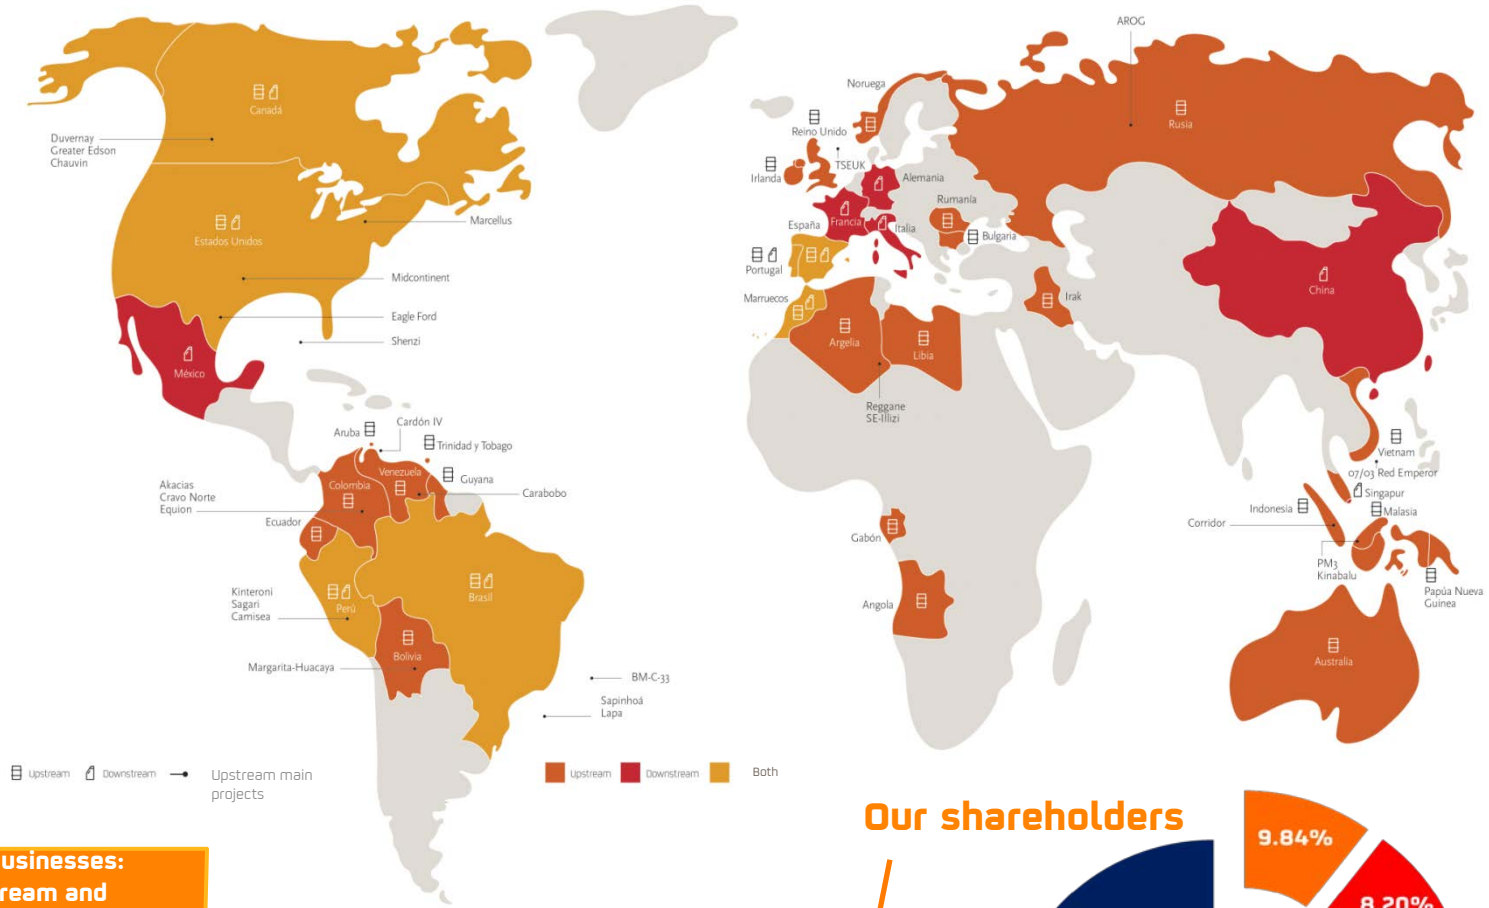 Canadá
Duvernay
Greater Edson
Chauvin
Estados Unidos
Marcellus
Midcontinent
Eagle Ford
Shenzi
México
Aruba
Cardón IV
Trinidad y Tobago
Venezuela
Guyana
Colombia
Carabobo
Akacias
Cravo Norte
Equion
Ecuador
Kinteroni
Sagari
Camisea
Perú
Brasil
Bolivia
Margarita-Huacaya
BM-C-33
Sapinhoá
Lapa
AROG
Noruega
Reino Unido
Rusia
TSEUK
Irlanda
Alemania
Rumanía
España
Francia
Italia
Bulgaria
Portugal
Marruecos
Irak
China
Argelia
Libia
Reggane
SE-Illizi
Vietnam
07/03 Red Emperor
Singapur
Indonesia
Malasia
Corridor
Gabón
PM3
Kinabalu
Papúa Nueva
Guinea
Angola
Australia
Upstream
Downstream
Upstream main
projects
Upstream
Downstream
Both
Our shareholders
9.84%
8.20%
usinesses:
ream and